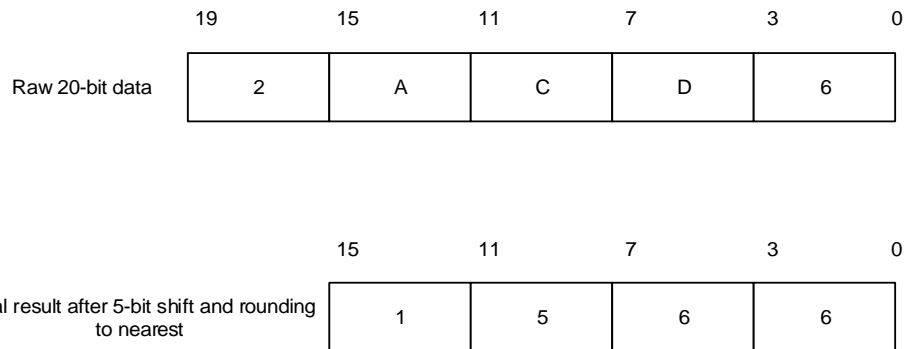 19 15 11 7 3 0
Raw 20-bit data 2 A C D 6
15 11 7 3 0
result after 5-bit shift and rounding
to nearest 1 5 6 6